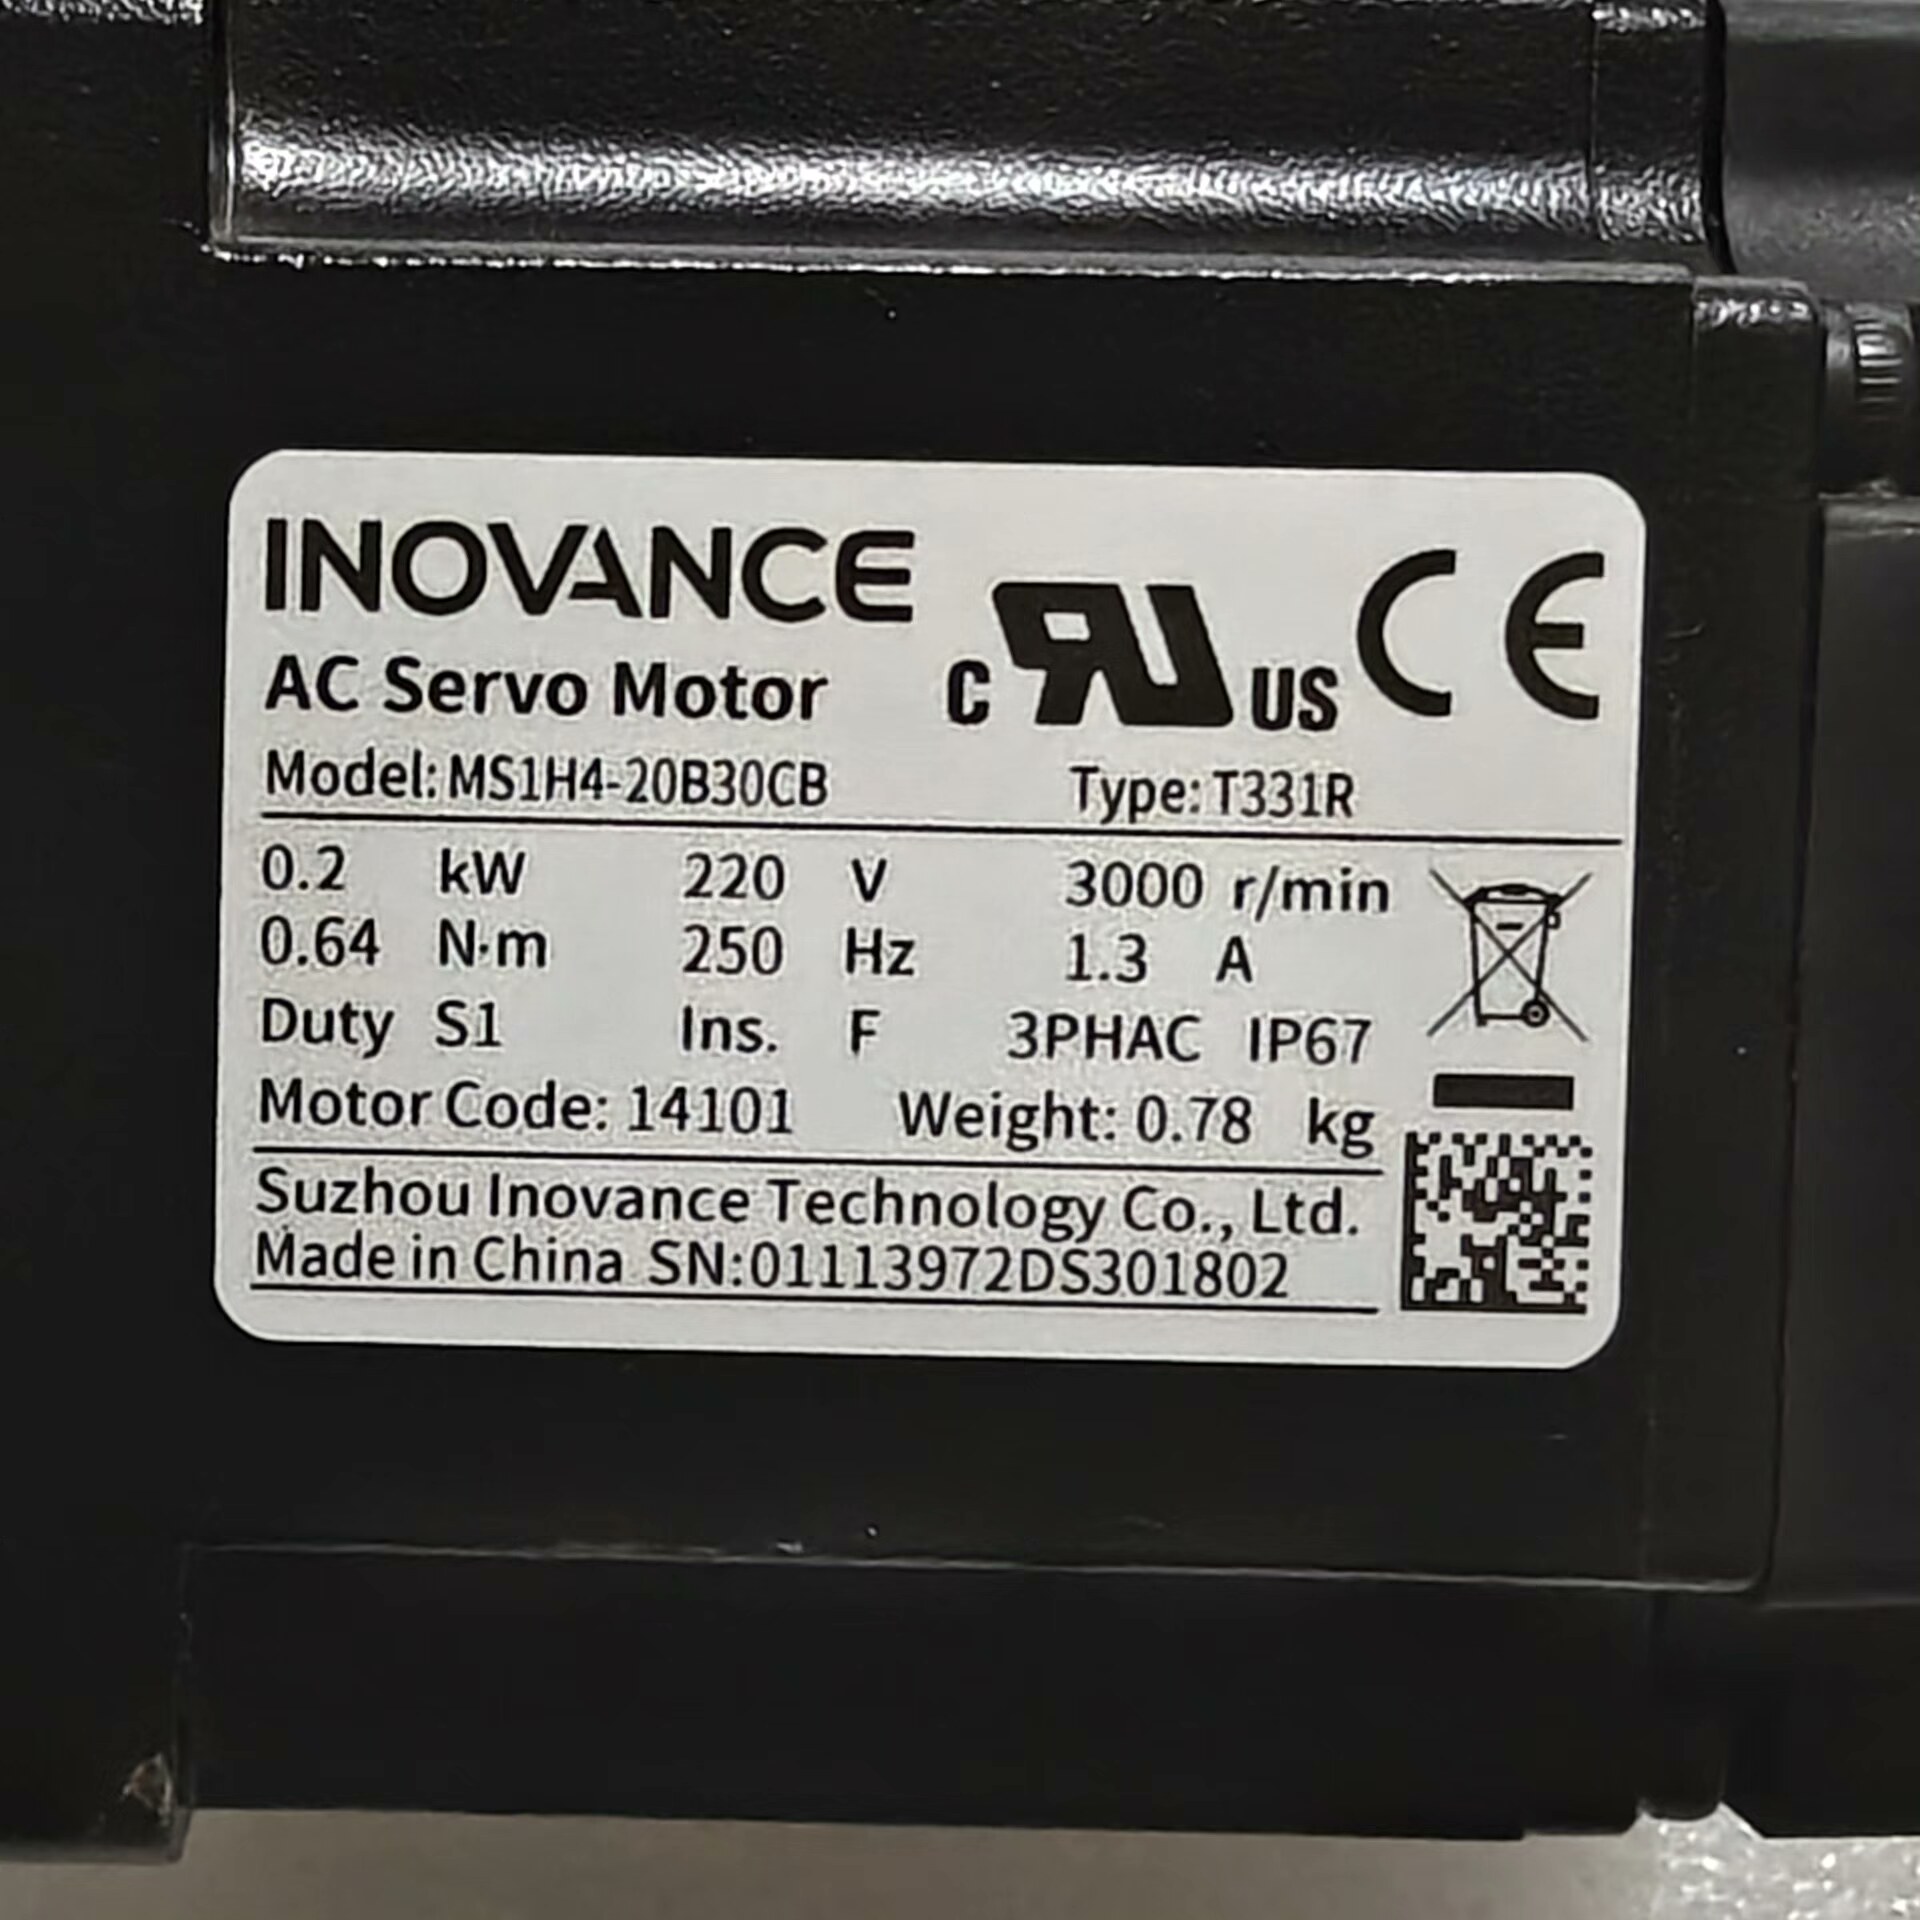 INOVANCE
AC Servo Motor
C RU US CE
Model: MS1H4-20B30CB Type: T331R
0.2 kW 220 V 3000 r/min
0.64 N·m 250 Hz 1.3 A
Duty S1 Ins. F 3PHAC IP67
Motor Code: 14101 Weight: 0.78 kg
Suzhou Inovance Technology Co., Ltd.
Made in China SN:01113972DS301802